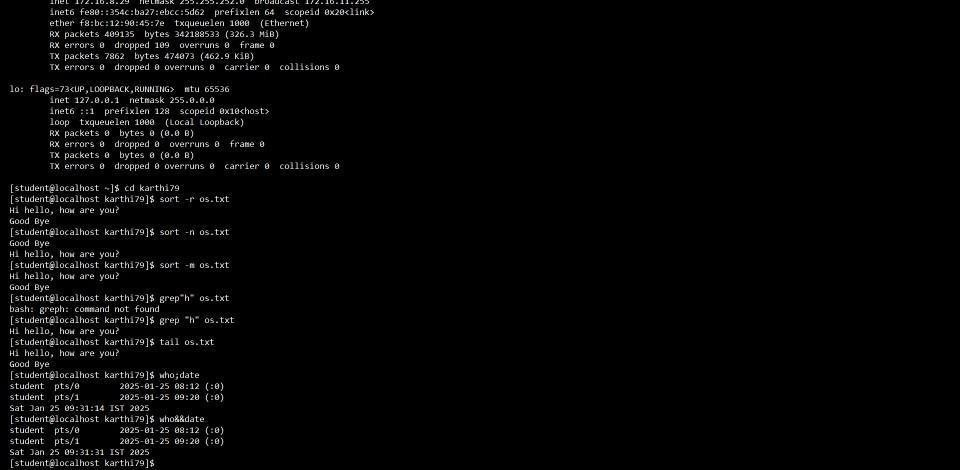 inet 172.16.8.29 netmask 255.255.252.0 broadcast 172.16.11.255
inet6 fe80::354c:ba27:ebcc:5d62 prefixlen 64 scopeid 0x20<link>
ether f8:bc:12:90:45:7e txqueuelen 1000 (Ethernet)
RX packets 409135 bytes 342188533 (326.3 MiB)
RX errors 0 dropped 109 overruns 0 frame 0
TX packets 7862 bytes 474073 (462.9 KiB)
TX errors 0 dropped 0 overruns 0 carrier 0 collisions 0
lo: flags=73<UP,LOOPBACK,RUNNING> mtu 65536
inet 127.0.0.1 netmask 255.0.0.0
inet6 ::1 prefixlen 128 scopeid 0x10<host>
loop txqueuelen 1000 (Local Loopback)
RX packets 0 bytes 0 (0.0 B)
RX errors 0 dropped 0 overruns 0 frame 0
TX packets 0 bytes 0 (0.0 B)
TX errors 0 dropped 0 overruns 0 carrier 0 collisions 0
[student@localhost ~]$ cd karthi79
[student@localhost karthi79]$ sort -r os.txt
Hi hello, how are you?
Good Bye
[student@localhost karthi79]$ sort -n os.txt
Good Bye
Hi hello, how are you?
[student@localhost karthi79]$ sort -m os.txt
Hi hello, how are you?
Good Bye
[student@localhost karthi79]$ grep"h" os.txt
bash: greph: command not found
[student@localhost karthi79]$ grep "h" os.txt
Hi hello, how are you?
[student@localhost karthi79]$ tail os.txt
Hi hello, how are you?
Good Bye
[student@localhost karthi79]$ who;date
student pts/0 2025-01-25 08:12 (:0)
student pts/1 2025-01-25 09:20 (:0)
Sat Jan 25 09:31:14 IST 2025
[student@localhost karthi79]$ who&&date
student pts/0 2025-01-25 08:12 (:0)
student pts/1 2025-01-25 09:20 (:0)
Sat Jan 25 09:31:31 IST 2025
[student@localhost karthi79]$